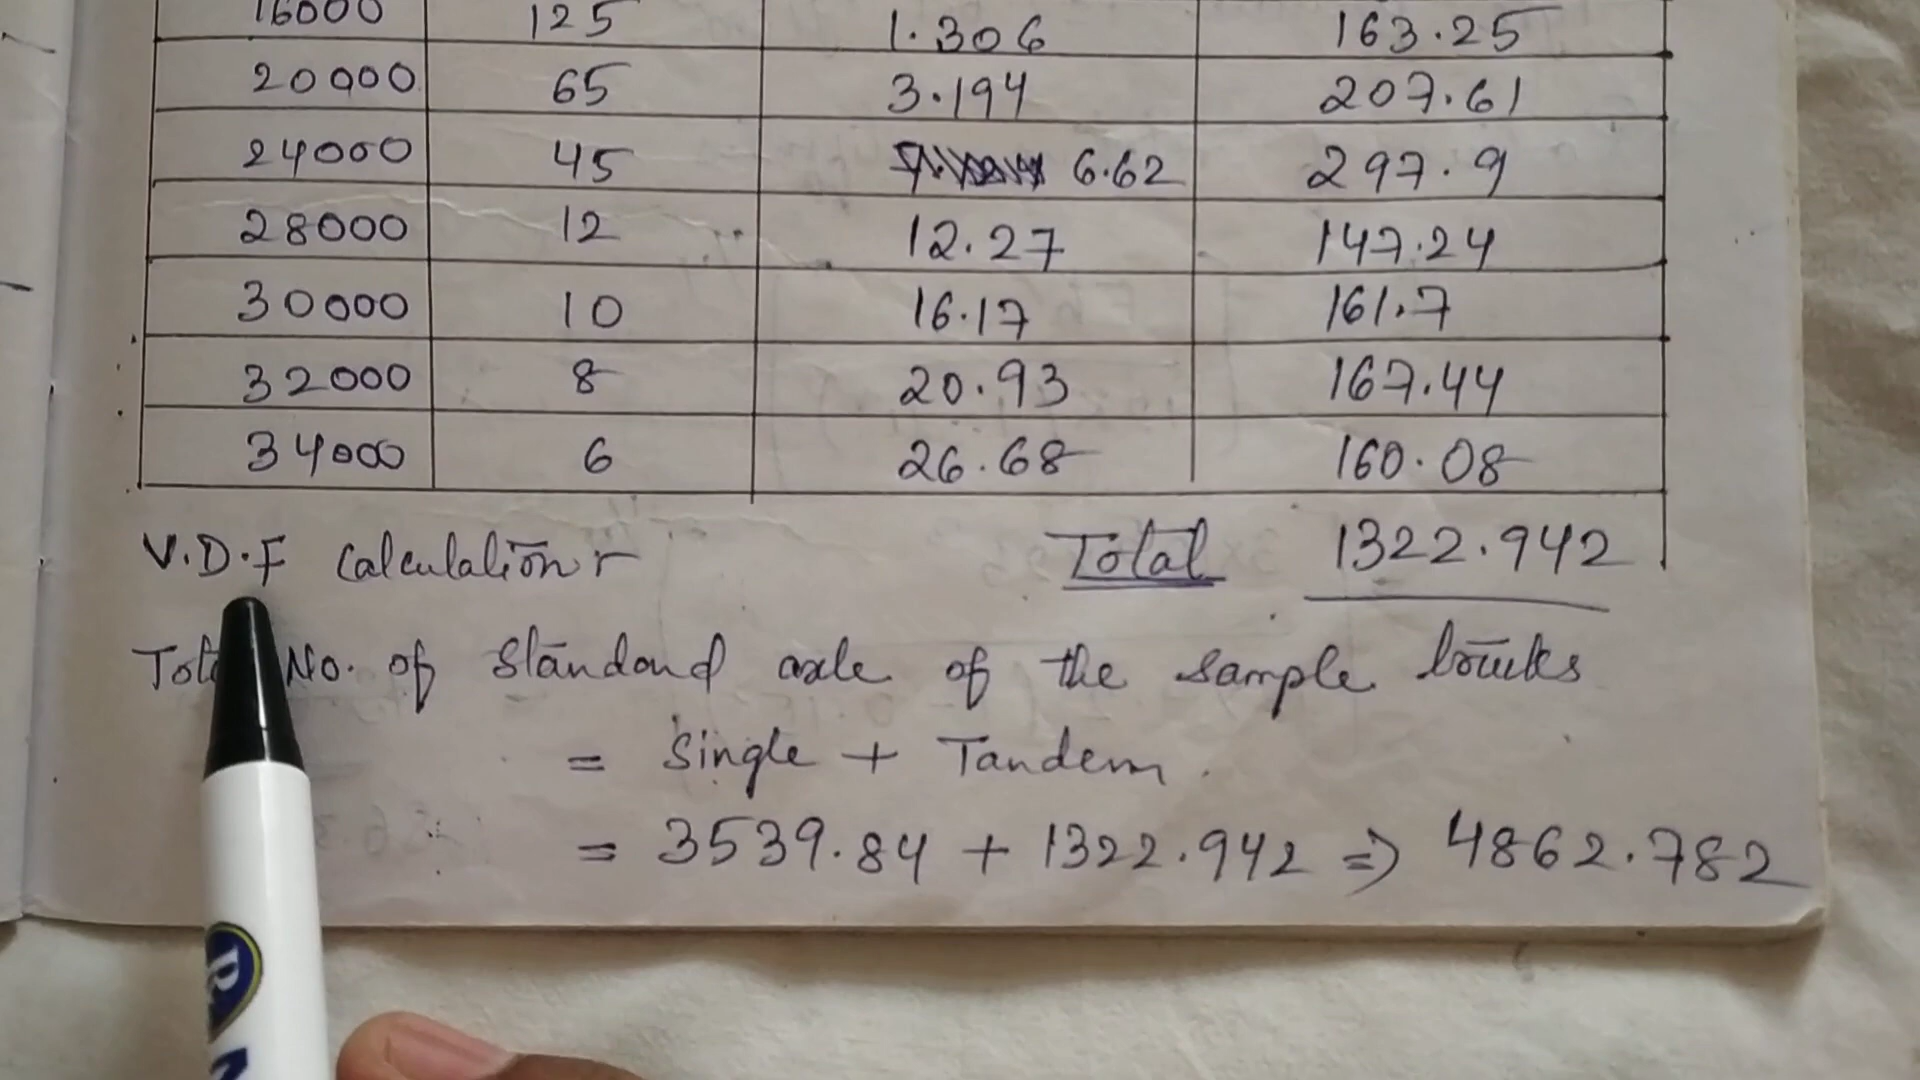 16000 125 1.306 163.25
20000 65 3.194 207.61
24000 45 6.62 297.9
28000 12 12.27 147.24
30000 10 16.17 161.7
32000 8 20.93 167.44
34000 6 26.68 160.08
V.D.F Calculation Total 1322.942
No. of Standard axle of the sample trucks
= Single + Tandem.
= 3539.84 + 1322.942 ⇒ 4862.782